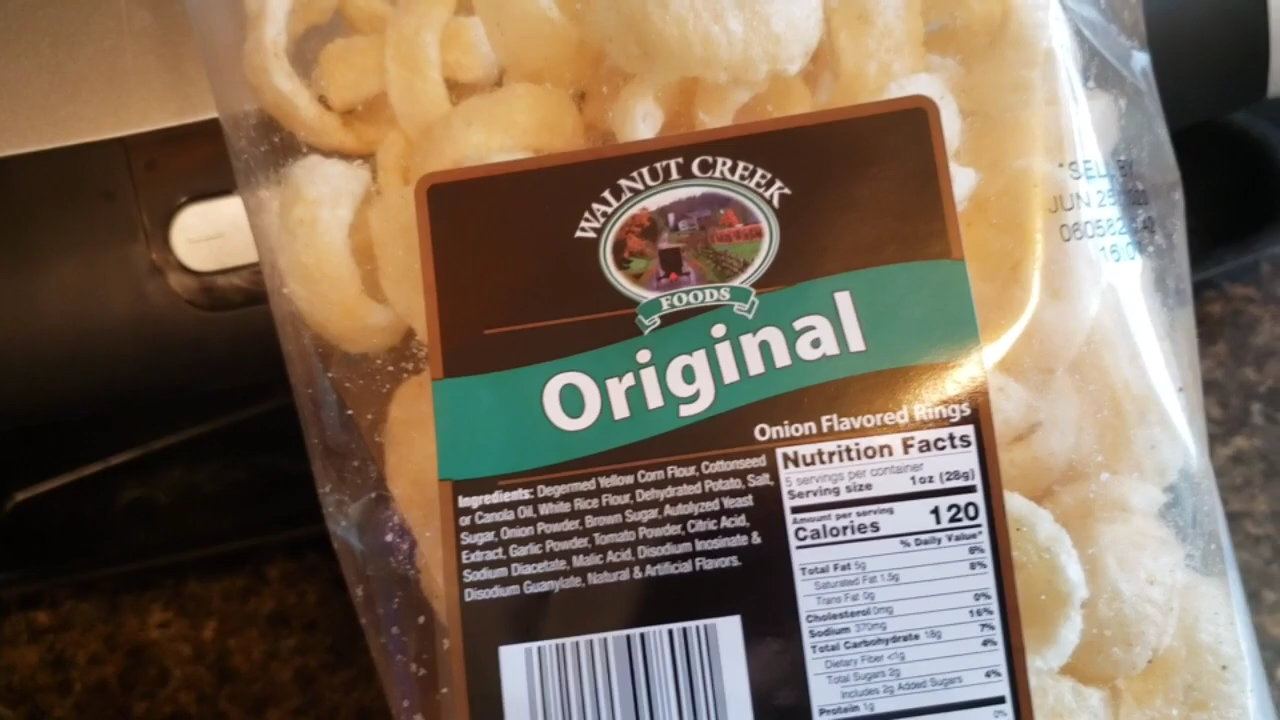 WALNUT CREEK
FOODS
Original
Onion Flavored Rings
JUN
Ingredients: Degermed Yellow Corn Flour, Cottonseed
or Canola Oil, White Rice Flour, Dehydrated Potato, Salt,
Sugar, Onion Powder, Brown Sugar, Autolyzed Yeast
Extract, Garlic Powder, Tomato Powder, Citric Acid,
Sodium Diacetate, Malic Acid, Disodium Inosinate &
Disodium Guanylate, Natural & Artificial Flavors.
Nutrition Facts
5 servings per container
Serving size 1oz (28g)
Amount per serving
Calories 120
% Daily Value*
Total Fat 5g 6%
Saturated Fat 1.5g 8%
Trans Fat 0g
Cholesterol 0mg 0%
Sodium 370mg 16%
Total Carbohydrate 18g 7%
Dietary Fiber <1g 4%
Total Sugars 2g
Includes 2g Added Sugars 4%
Protein 1g
0%